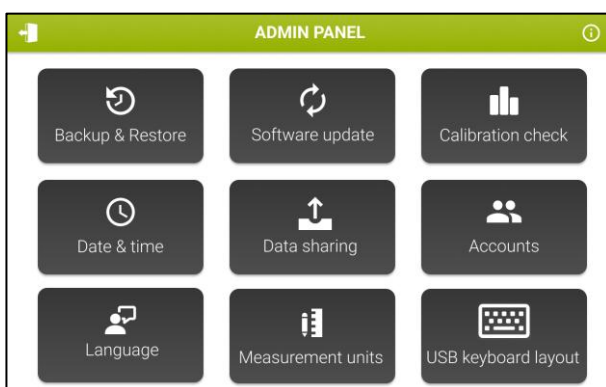 ADMIN PANEL
Backup & Restore
Software update
Calibration check
Date & time
Data sharing
Accounts
Language
Measurement units
USB keyboard layout